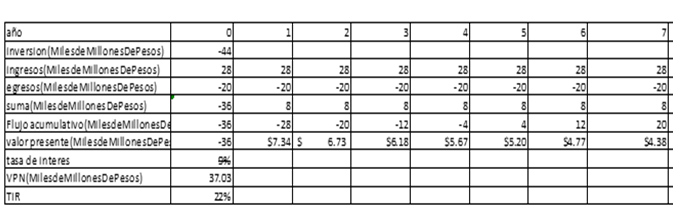 año 0 1 2 3 4 5 6 7
Inversion(MilesdeMillonesDePesos) -44
Ingresos(MilesdeMillonesDePesos) 28 28 28 28 28 28 28 28
egresos(MilesdeMillonesDePesos) -20 -20 -20 -20 -20 -20 -20 -20
suma(MilesdeMillonesDePesos) -36 8 8 8 8 8 8 8
Flujo acumulativo(MilesdeMillonesDe -36 -28 -20 -12 -4 4 12 20
valor presente(MilesdeMillonesDePe -36 $7.34 $ 6.73 $6.18 $5.67 $5.20 $4.77 $4.38
tasa de Interes 9%
VPN(MilesdeMillonesDePesos) 37.03
TIR 22%